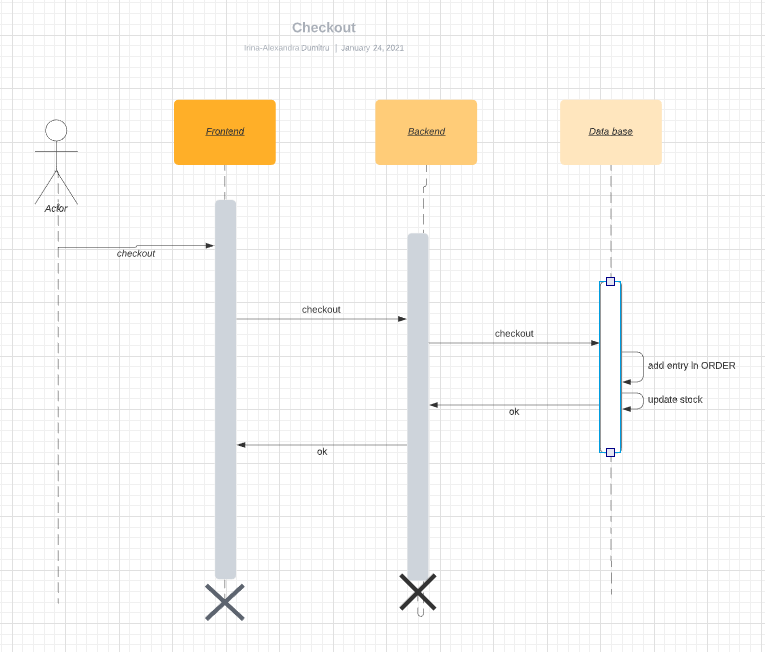 Checkout
Irina-Alexandra Dumitru | January 24, 2021
Frontend
Backend
Data base
Actor
checkout
checkout
checkout
add entry in ORDER
update stock
ok
ok